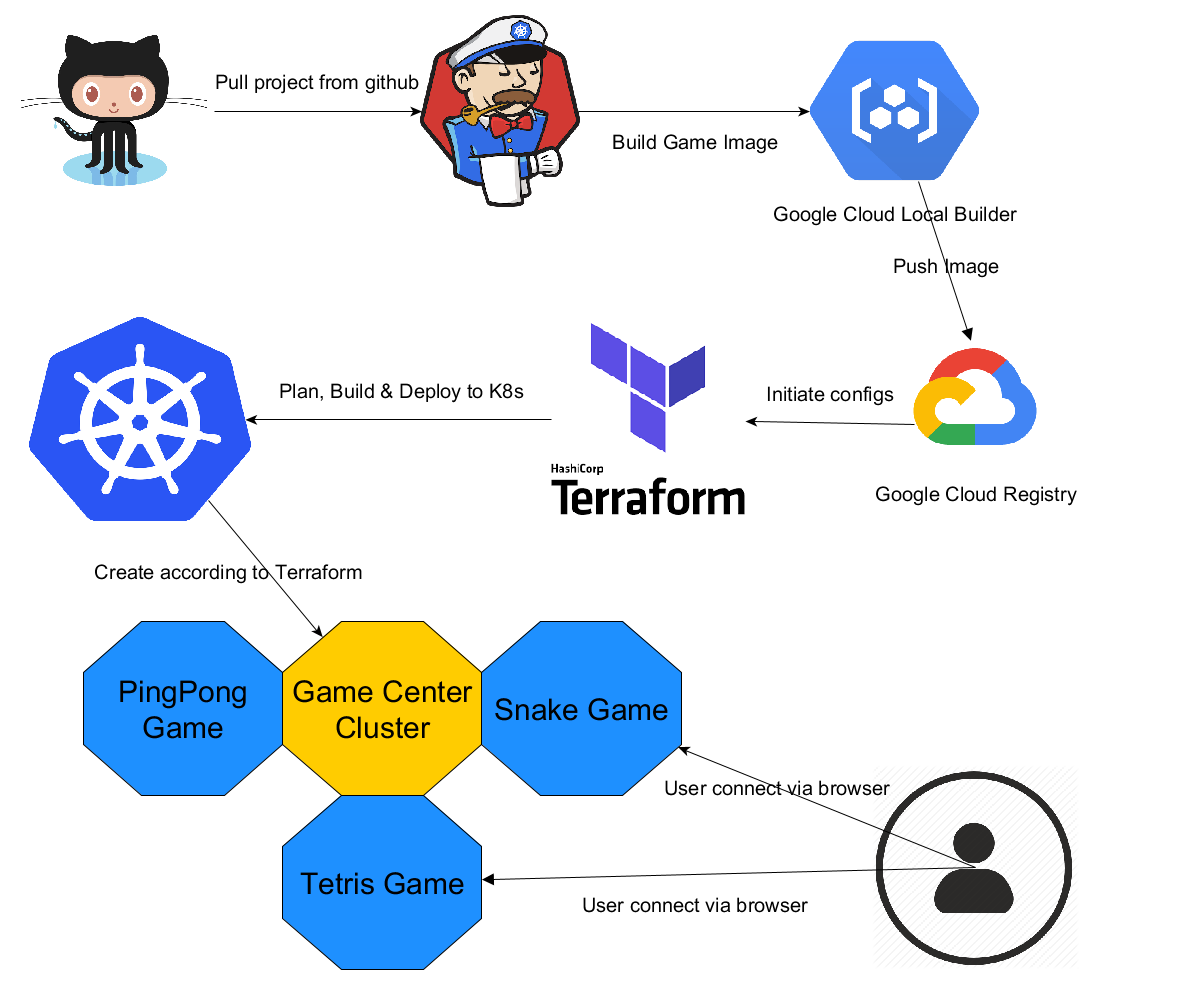 Pull project from github
Build Game Image
Google Cloud Local Builder
Push Image
Initiate configs
Plan, Build & Deploy to K8s
HashiCorp
Terraform
Google Cloud Registry
Create according to Terraform
PingPong
Game
Game Center
Cluster
Snake Game
User connect via browser
Tetris Game
User connect via browser